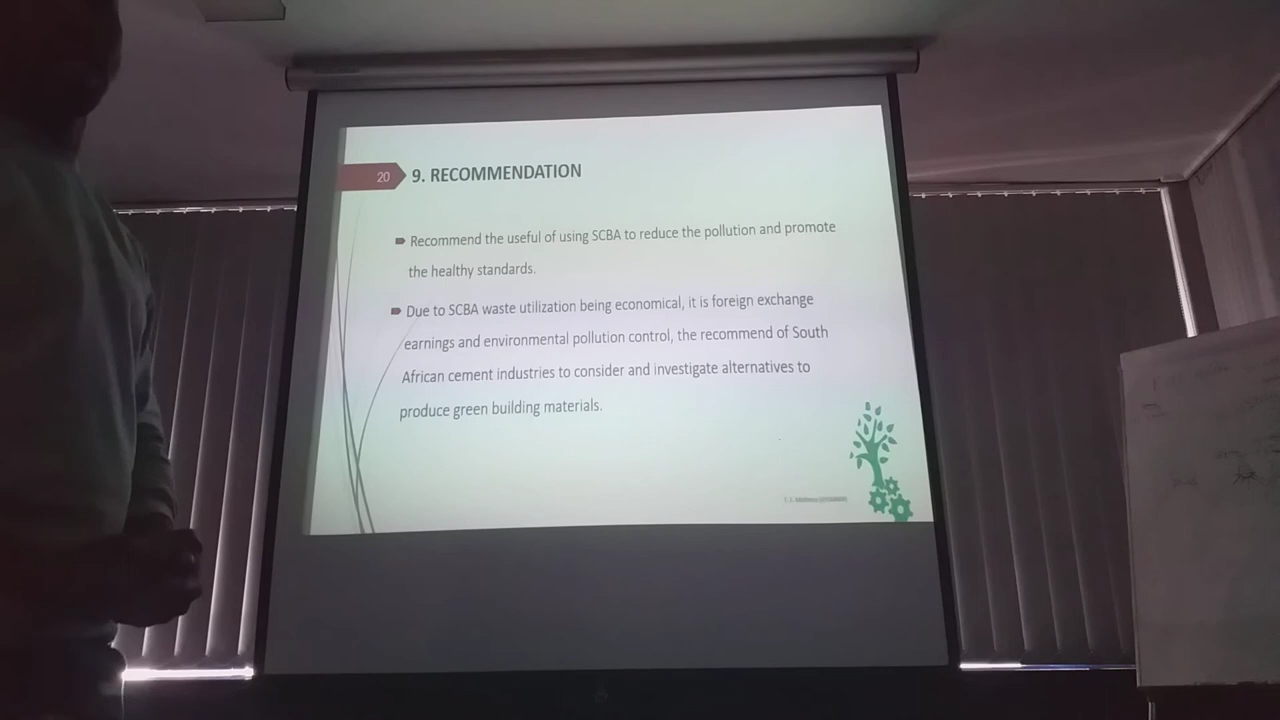 20
9. RECOMMENDATION
Recommend the useful of using SCBA to reduce the pollution and promote
the healthy standards.
Due to SCBA waste utilization being economical, it is foreign exchange
earnings and environmental pollution control, the recommend of South
African cement industries to consider and investigate alternatives to
produce green building materials.